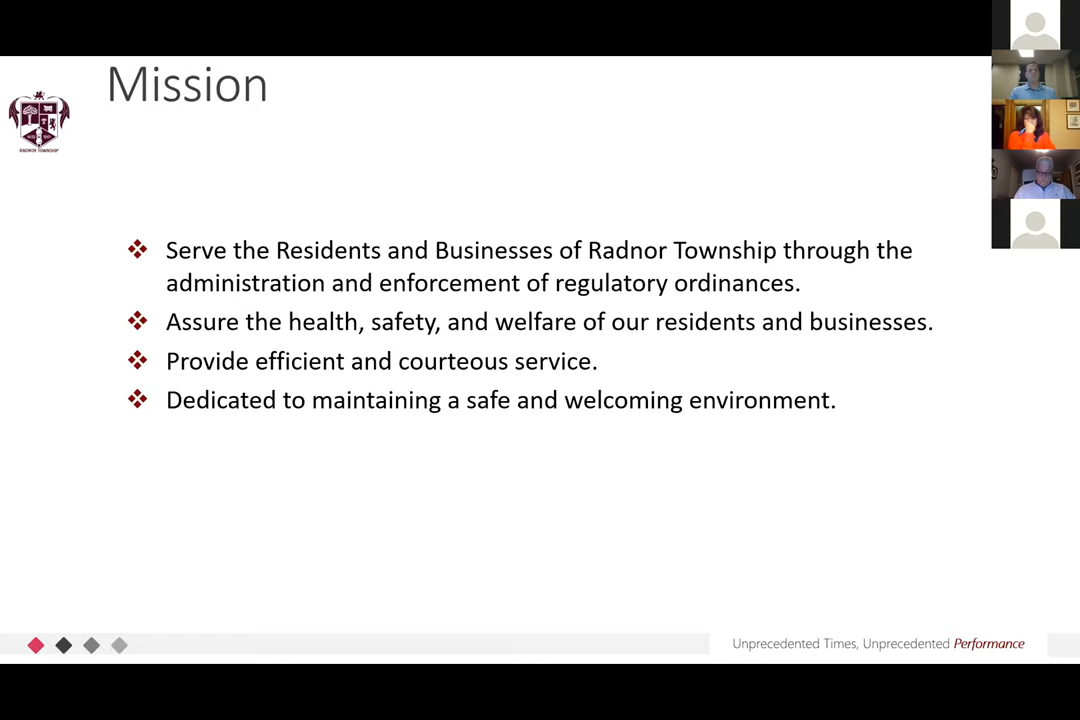 Mission
RADNOR TOWNSHIP
Serve the Residents and Businesses of Radnor Township through the
administration and enforcement of regulatory ordinances.
Assure the health, safety, and welfare of our residents and businesses.
Provide efficient and courteous service.
Dedicated to maintaining a safe and welcoming environment.
Unprecedented Times, Unprecedented Performance